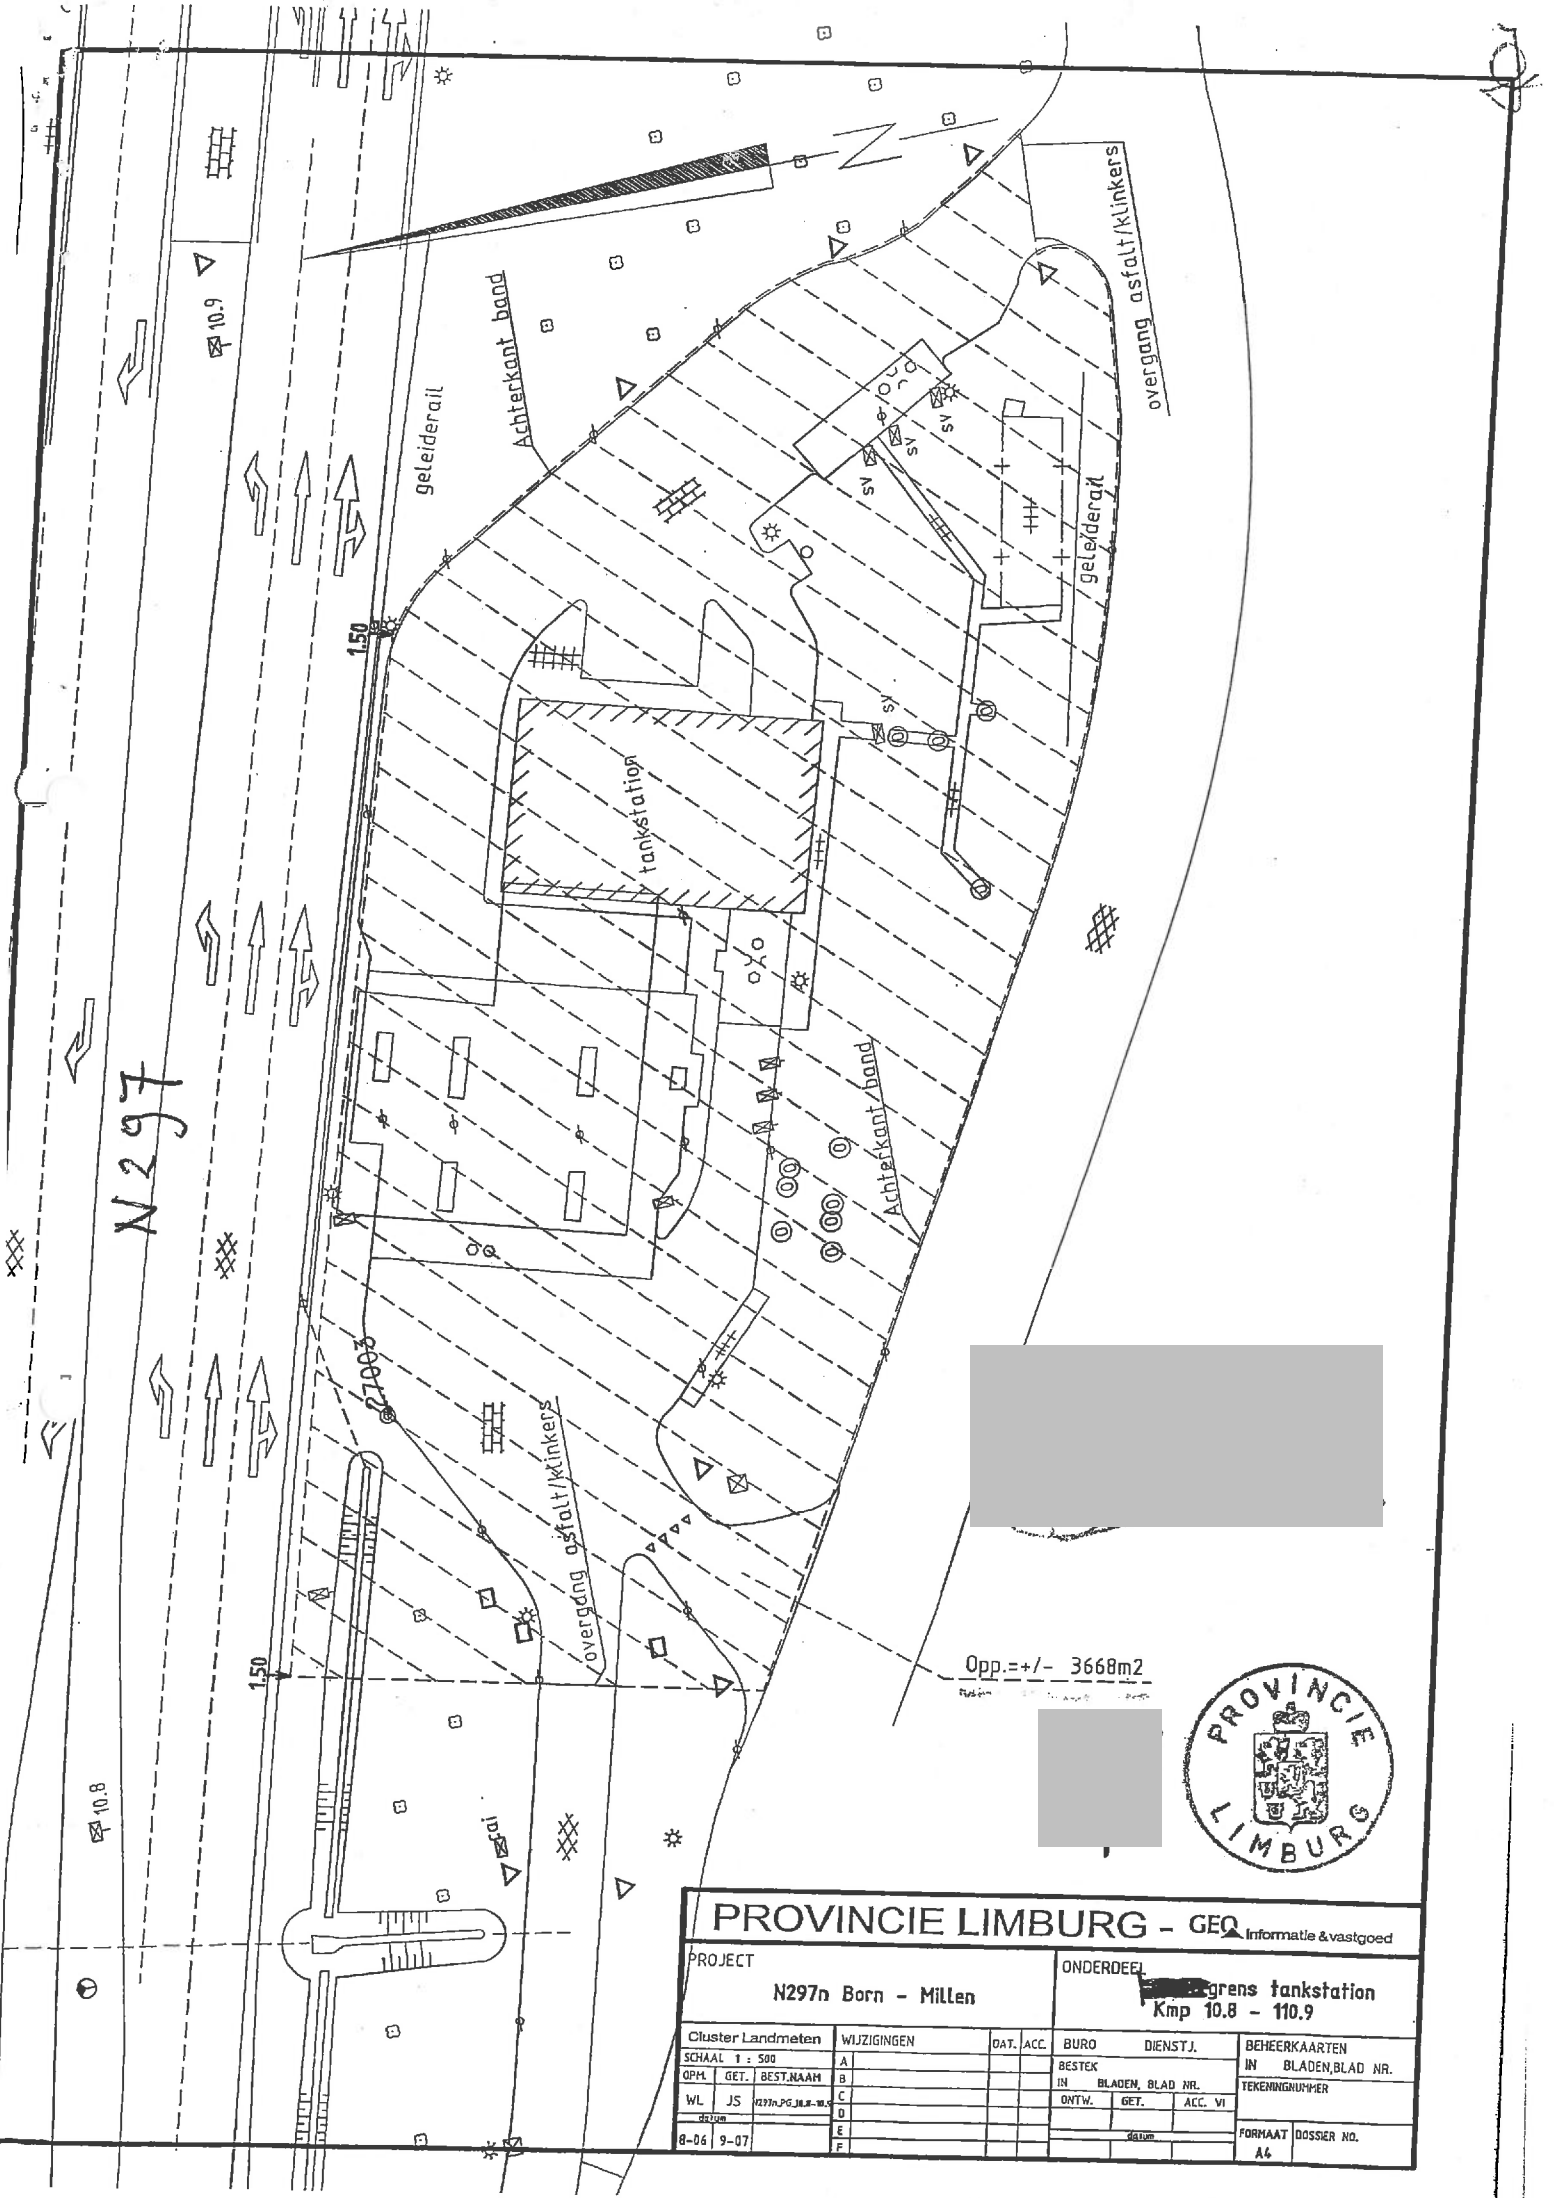 10.9
geleiderail
Achterkant band
overgang asfalt/klinkers
sv
sv
sv
geleiderail
1.50
sv
tankstation
N297
Achterkant band
27003
overgang asfalt/klinkers
1.50
Opp.=+/- 3668m2
10.8
cai
PROVINCIE
LIMBURG
PROVINCIE LIMBURG - GEO Informatie & vastgoed
PROJECT
N297n Born - Millen
ONDERDEEL
grens tankstation
Kmp 10.8 - 110.9
Cluster Landmeten
SCHAAL 1 : 500
OPM. GET. BEST.NAAM
WL JS
datum
8-06 9-07
WIJZIGINGEN DAT. ACC.
A
B
C
D
E
F
BURO DIENSTJ.
BESTEK
IN BLADEN, BLAD NR.
ONTW. GET. ACC. VI
datum
BEHEERKAARTEN
IN BLADEN,BLAD NR.
TEKENINGNUMMER
FORMAAT DOSSIER NO.
A4